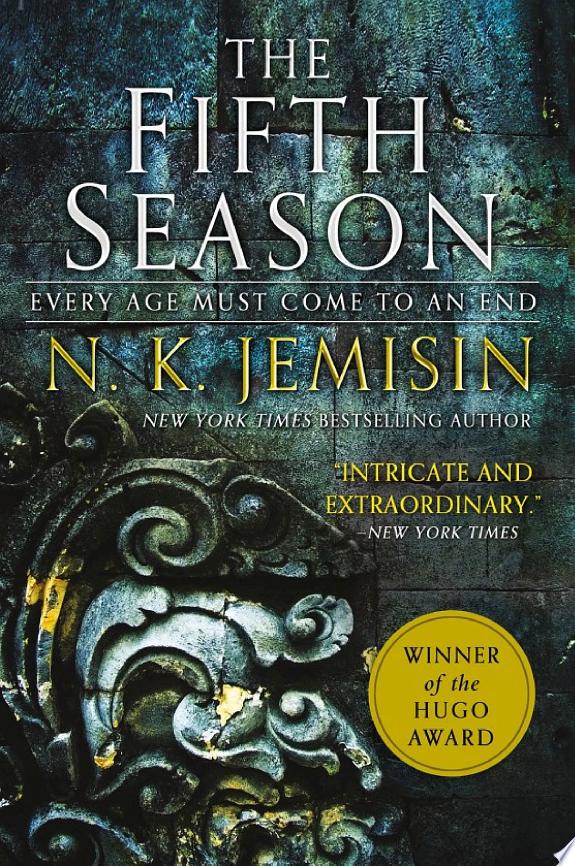 THE
FIFTH
SEASON
EVERY AGE MUST COME TO AN END
N. K. JEMISIN
NEW YORK TIMES BESTSELLING AUTHOR
“INTRICATE AND
EXTRAORDINARY.”
–NEW YORK TIMES
WINNER
of the
HUGO
AWARD